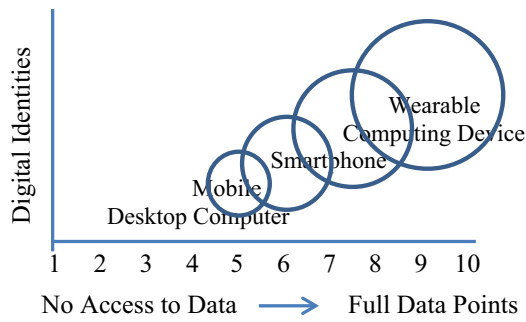 Digital Identities
Wearable
Computing Device
Smartphone
Mobile
Desktop Computer
1 2 3 4 5 6 7 8 9 10
No Access to Data → Full Data Points